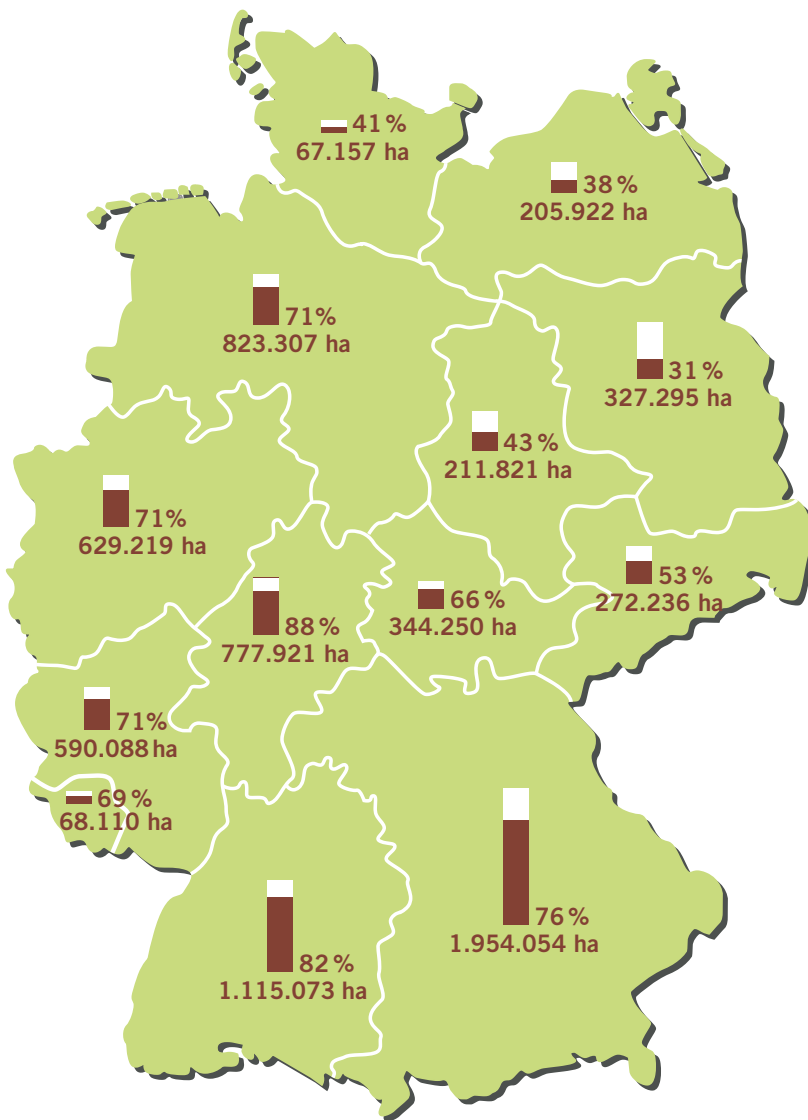 41 %
67.157 ha
38 %
205.922 ha
71%
823.307 ha
31 %
327.295 ha
43 %
211.821 ha
71%
629.219 ha
53 %
272.236 ha
66 %
344.250 ha
88 %
777.921 ha
71%
590.088 ha
69 %
68.110 ha
76 %
1.954.054 ha
82 %
1.115.073 ha